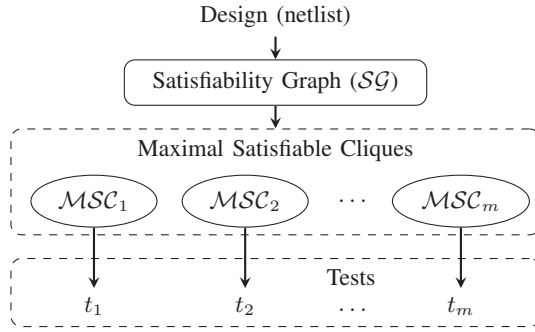 Design (netlist)
Satisfiability Graph (𝒮𝒢)
Maximal Satisfiable Cliques
ℳ𝒮𝒞₁ ℳ𝒮𝒞₂ ... ℳ𝒮𝒞ₘ
Tests
t₁ t₂ ... tₘ